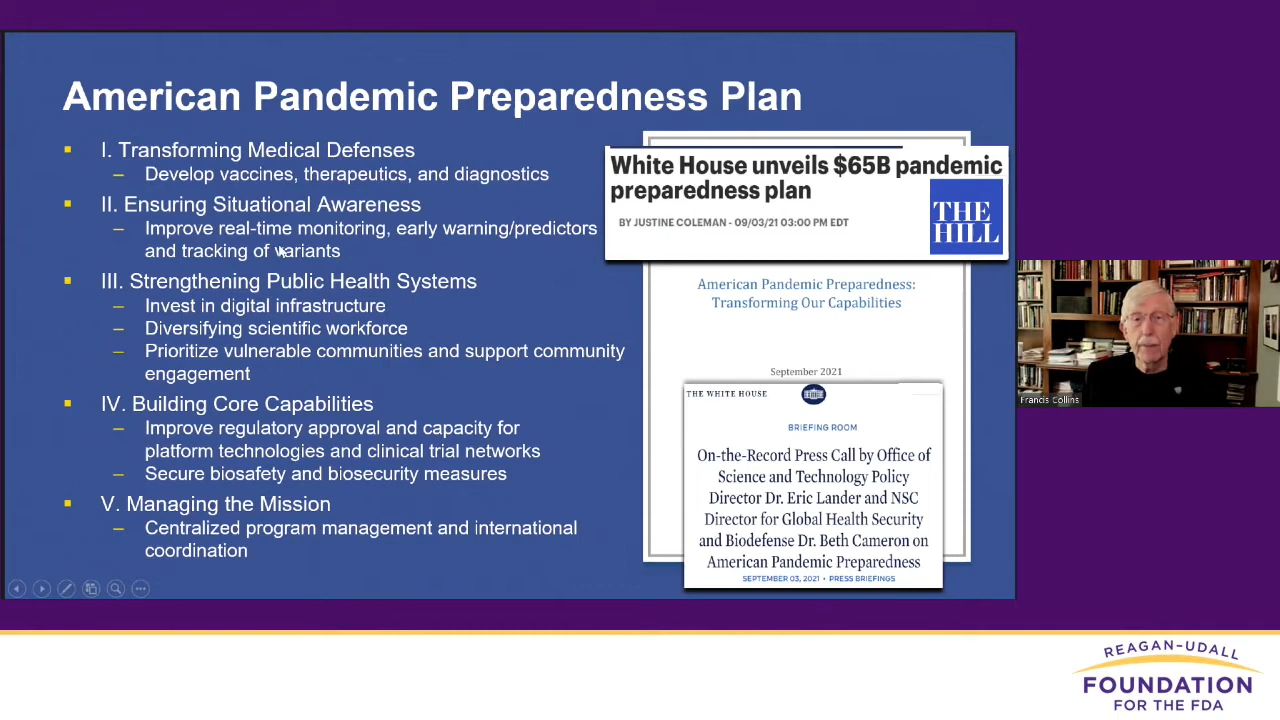 American Pandemic Preparedness Plan
I. Transforming Medical Defenses
– Develop vaccines, therapeutics, and diagnostics
II. Ensuring Situational Awareness
– Improve real-time monitoring, early warning/predictors
and tracking of variants
III. Strengthening Public Health Systems
– Invest in digital infrastructure
– Diversifying scientific workforce
– Prioritize vulnerable communities and support community
engagement
IV. Building Core Capabilities
– Improve regulatory approval and capacity for
platform technologies and clinical trial networks
– Secure biosafety and biosecurity measures
V. Managing the Mission
– Centralized program management and international
coordination
White House unveils $65B pandemic
preparedness plan
BY JUSTINE COLEMAN - 09/03/21 03:00 PM EDT
THE
HILL
American Pandemic Preparedness:
Transforming Our Capabilities
September 2021
THE WHITE HOUSE
BRIEFING ROOM
On-the-Record Press Call by Office of
Science and Technology Policy
Director Dr. Eric Lander and NSC
Director for Global Health Security
and Biodefense Dr. Beth Cameron on
American Pandemic Preparedness
SEPTEMBER 03, 2021 • PRESS BRIEFINGS
Francis Collins
REAGAN-UDALL
FOUNDATION
FOR THE FDA